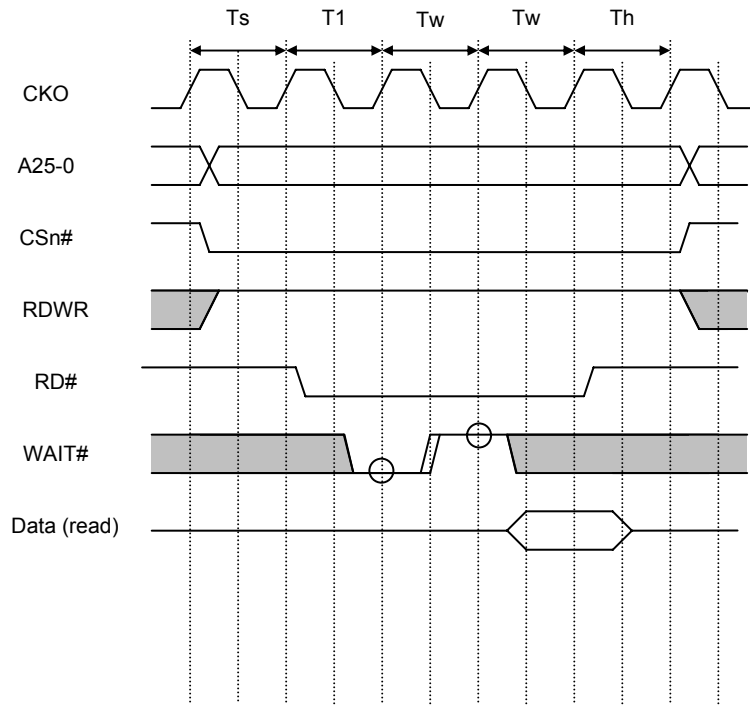 Ts T1 Tw Tw Th
CKO
A25-0
CSn#
RDWR
RD#
WAIT#
Data (read)